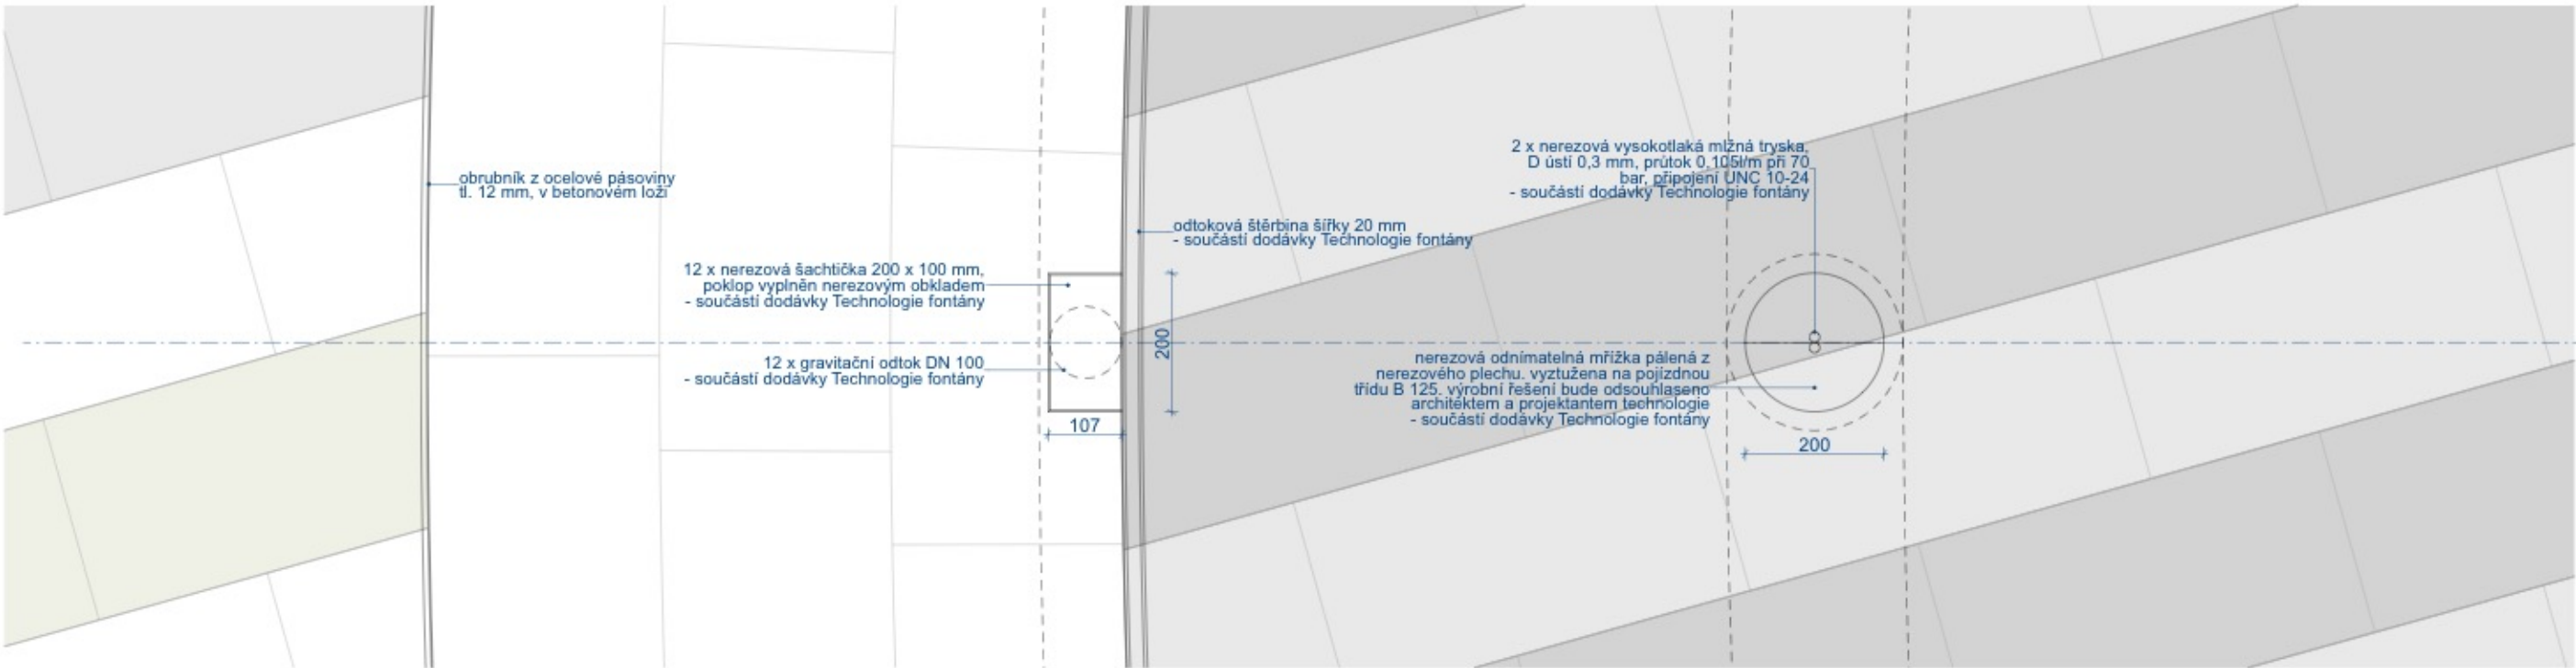 obrubník z ocelové pásoviny
tl. 12 mm, v betonovém loži
12 x nerezová šachtička 200 x 100 mm,
poklop vyplněn nerezovým obkladem
- součástí dodávky Technologie fontány
12 x gravitační odtok DN 100
- součástí dodávky Technologie fontány
107
200
odtoková štěrbina šířky 20 mm
- součástí dodávky Technologie fontány
2 x nerezová vysokotlaká mlžná tryska,
D ústí 0,3 mm, průtok 0,105l/m při 70
bar, připojení UNC 10-24
- součástí dodávky Technologie fontány
nerezová odnímatelná mřížka pálená z
nerezového plechu. vyztužena na pojízdnou
třídu B 125. výrobní řešení bude odsouhlaseno
architektem a projektantem technologie
- součástí dodávky Technologie fontány
200